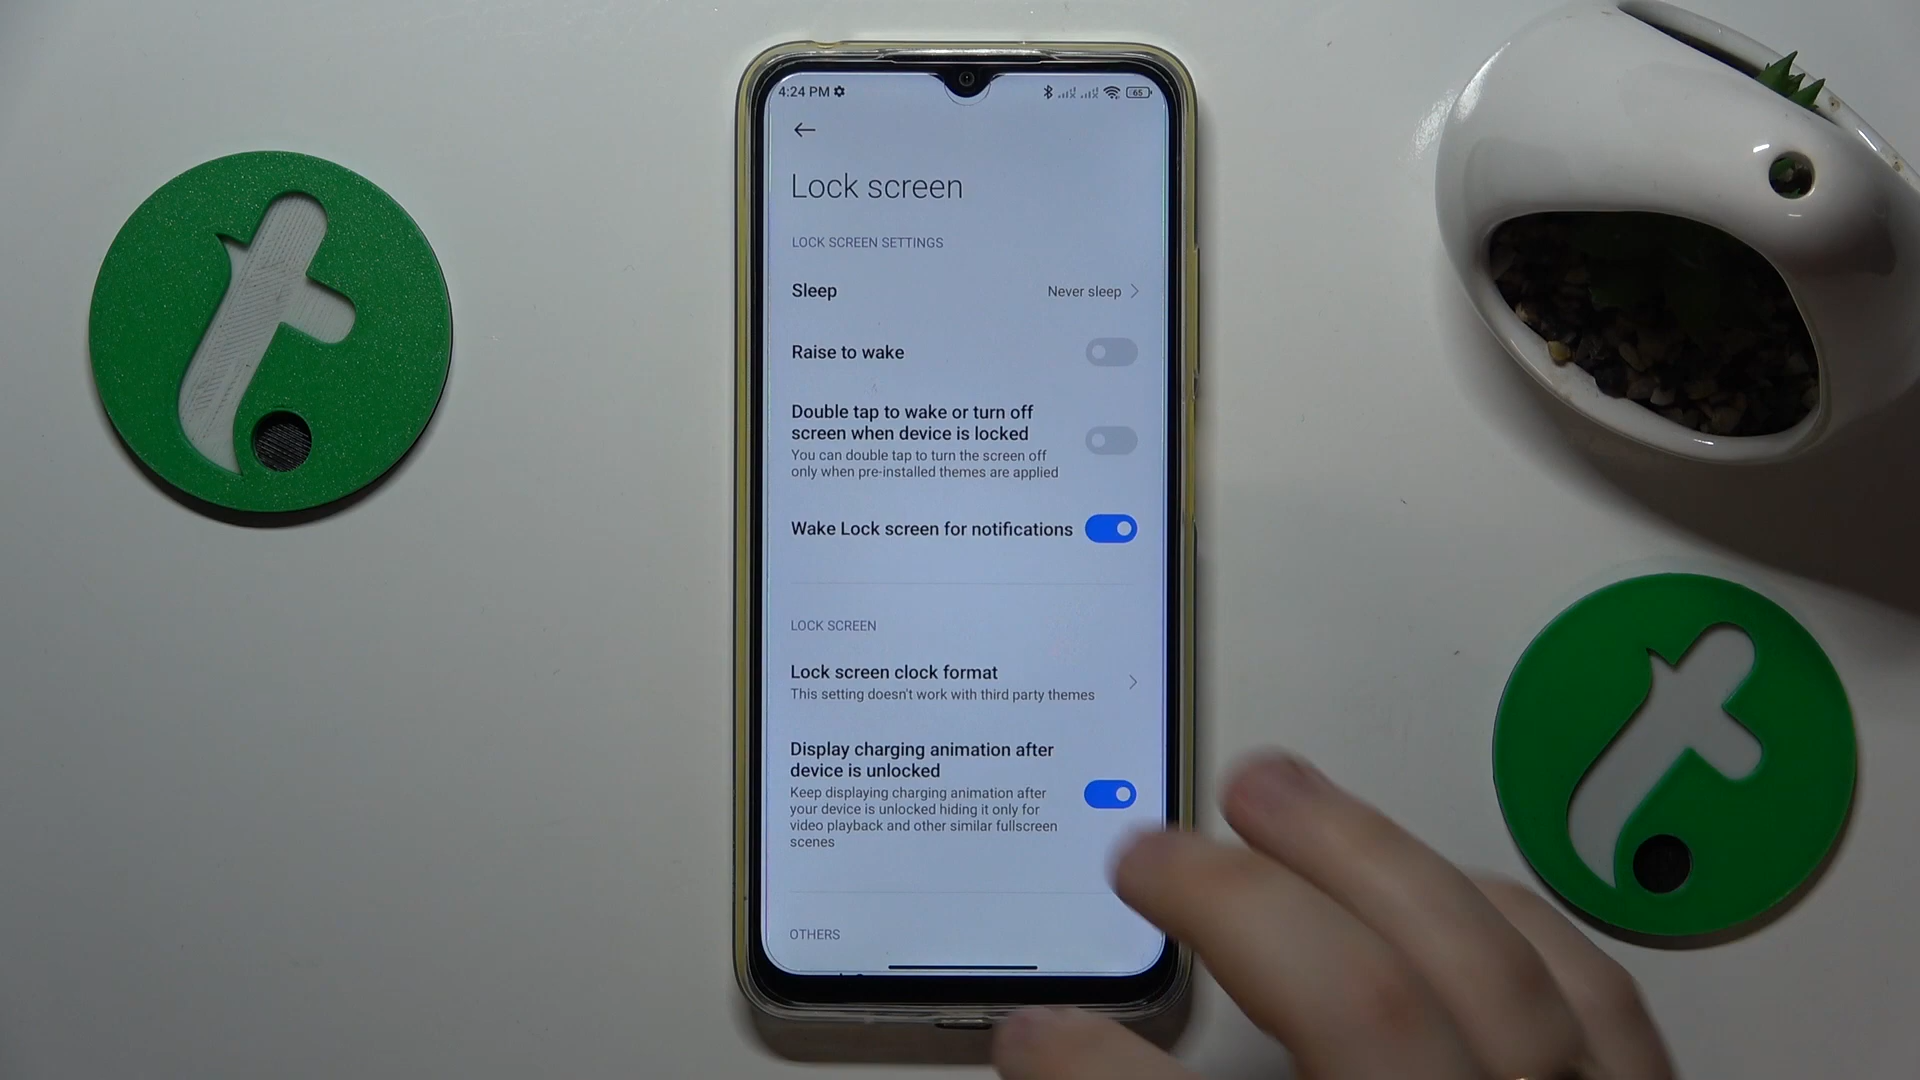 4:24 PM
65
Lock screen
LOCK SCREEN SETTINGS
Sleep
Never sleep
Raise to wake
Double tap to wake or turn off
screen when device is locked
You can double tap to turn the screen off
only when pre-installed themes are applied
Wake Lock screen for notifications
LOCK SCREEN
Lock screen clock format
This setting doesn't work with third party themes
Display charging animation after
device is unlocked
Keep displaying charging animation after
your device is unlocked hiding it only for
video playback and other similar fullscreen
scenes
OTHERS